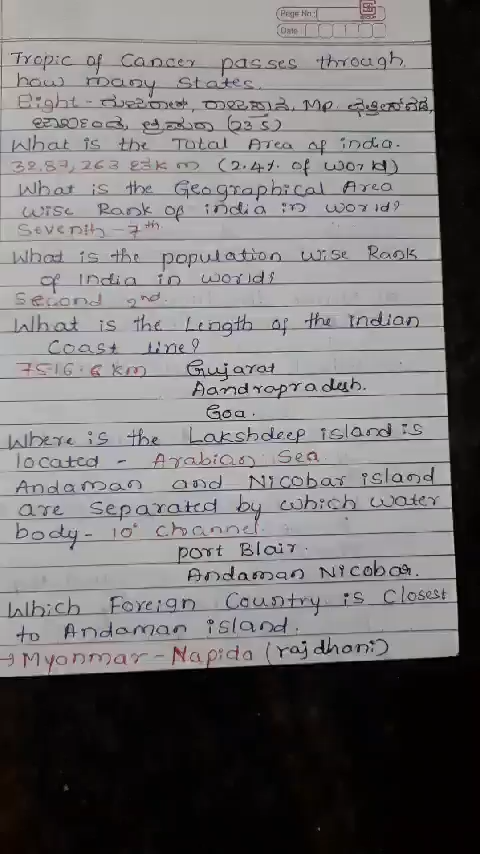 Page No:
Date
Tropic of Cancer passes through
how many States.
Eight - Mp
(23.5)
What is the Total Area of india.
32,87,263 km (2.4% of world)
What is the Geographical Area
wise Rank of india in world?
Seventh - 7th
What is the population wise Rank
of India in world?
Second 2nd.
What is the Length of the indian
Coast line?
7516.6 km Gujarat
Aandrapradesh.
Goa.
Where is the Lakshdeep island is
located - Arabian Sea
Andaman and Nicobar island
are Separated by which water
body - 10° channel.
port Blair.
Andaman Nicobar.
Which Foreign Country is Closest
to Andaman island.
→ Myanmar - Napida (rajdhani)